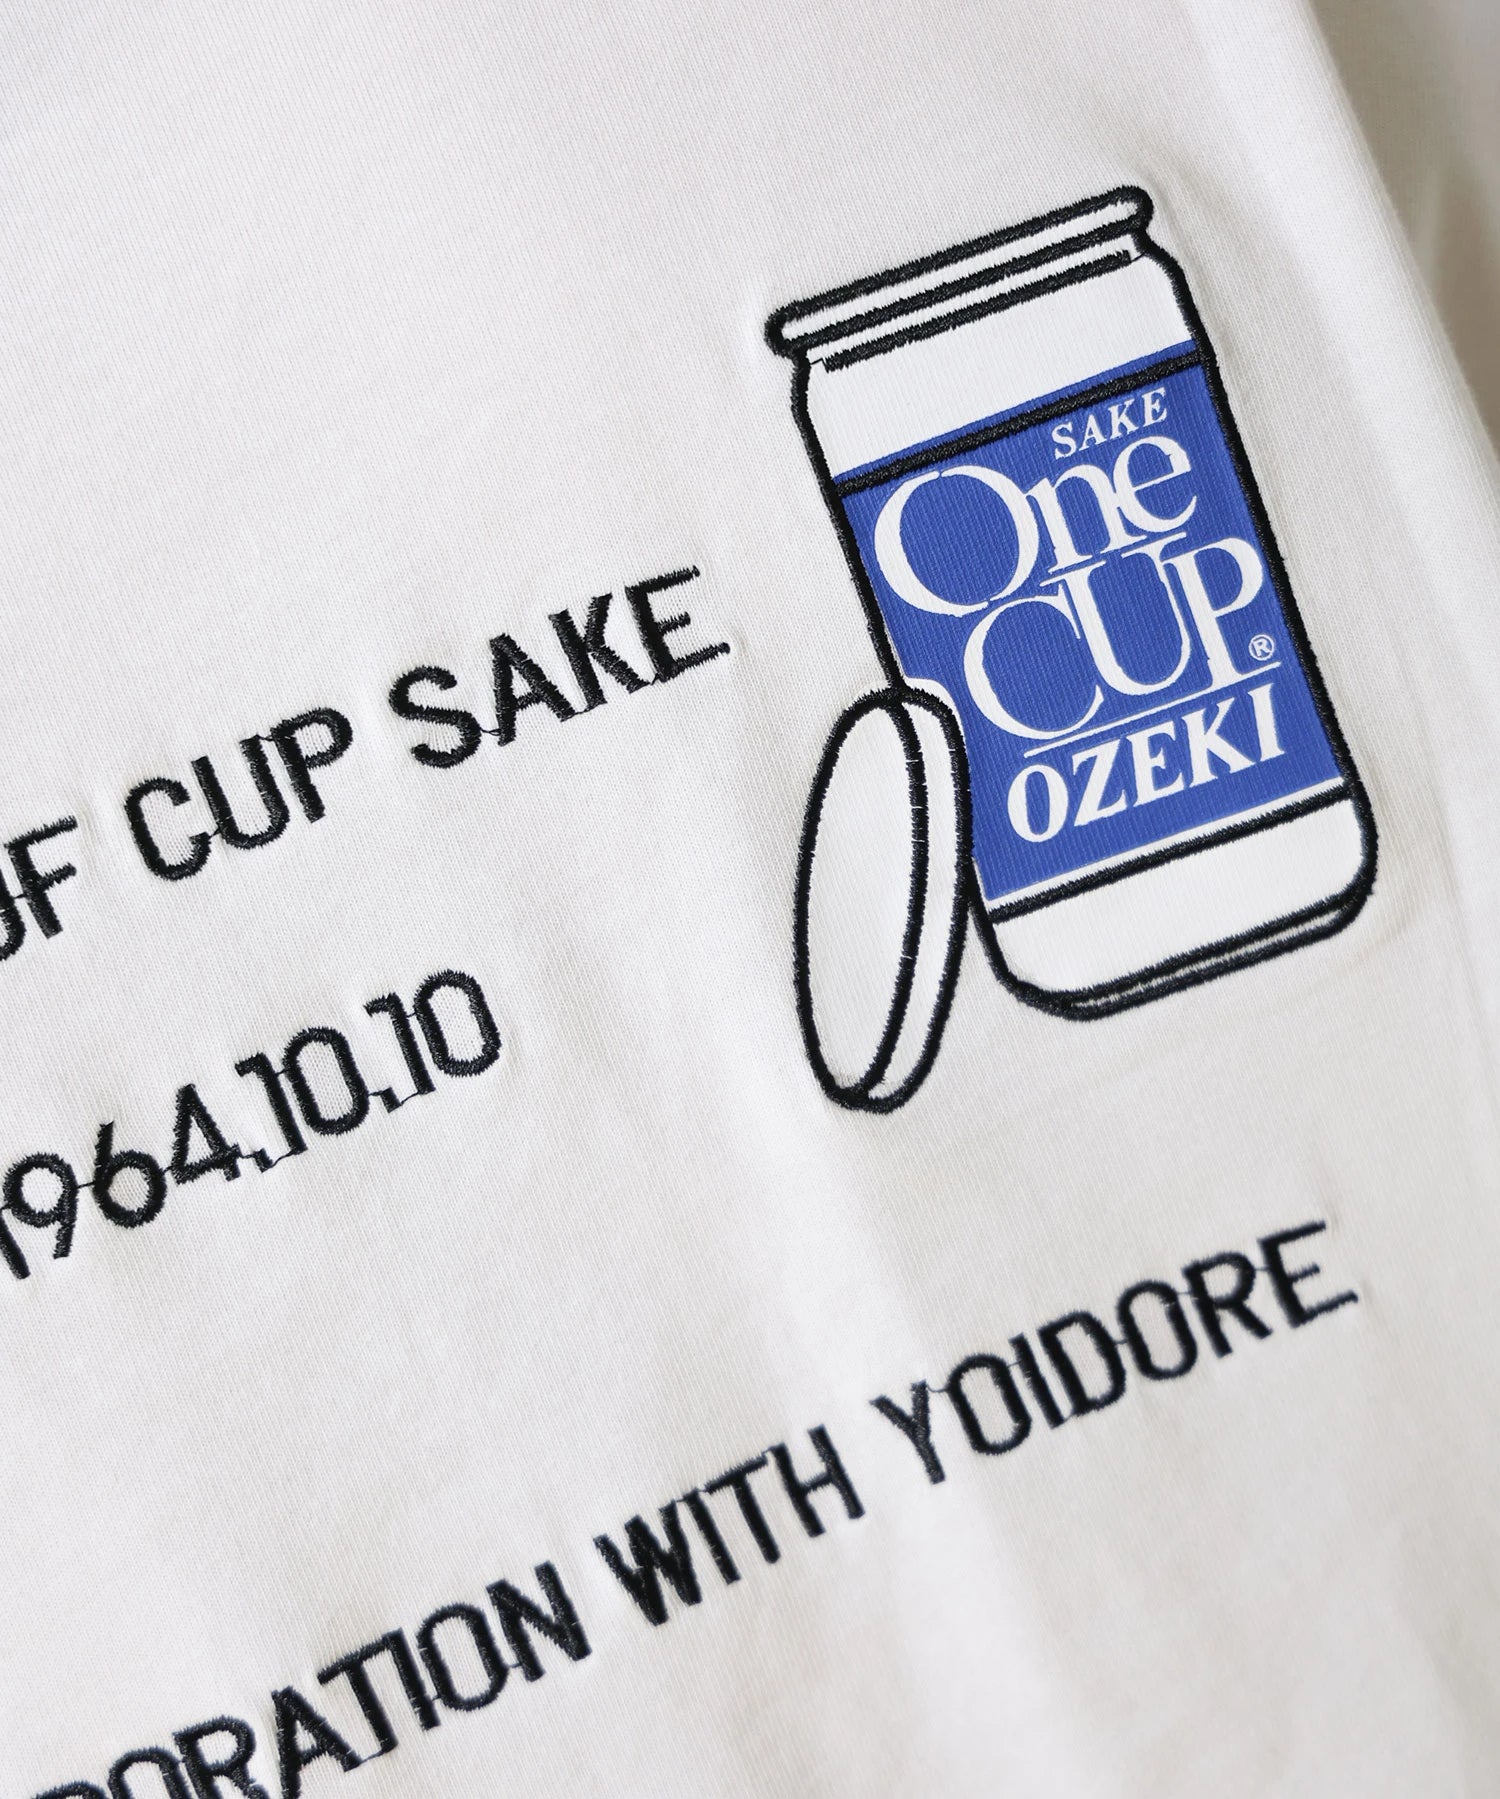 SAKE
One
CUP®
OZEKI
OF CUP SAKE
1964.10.10
ORATION WITH YOIDORE